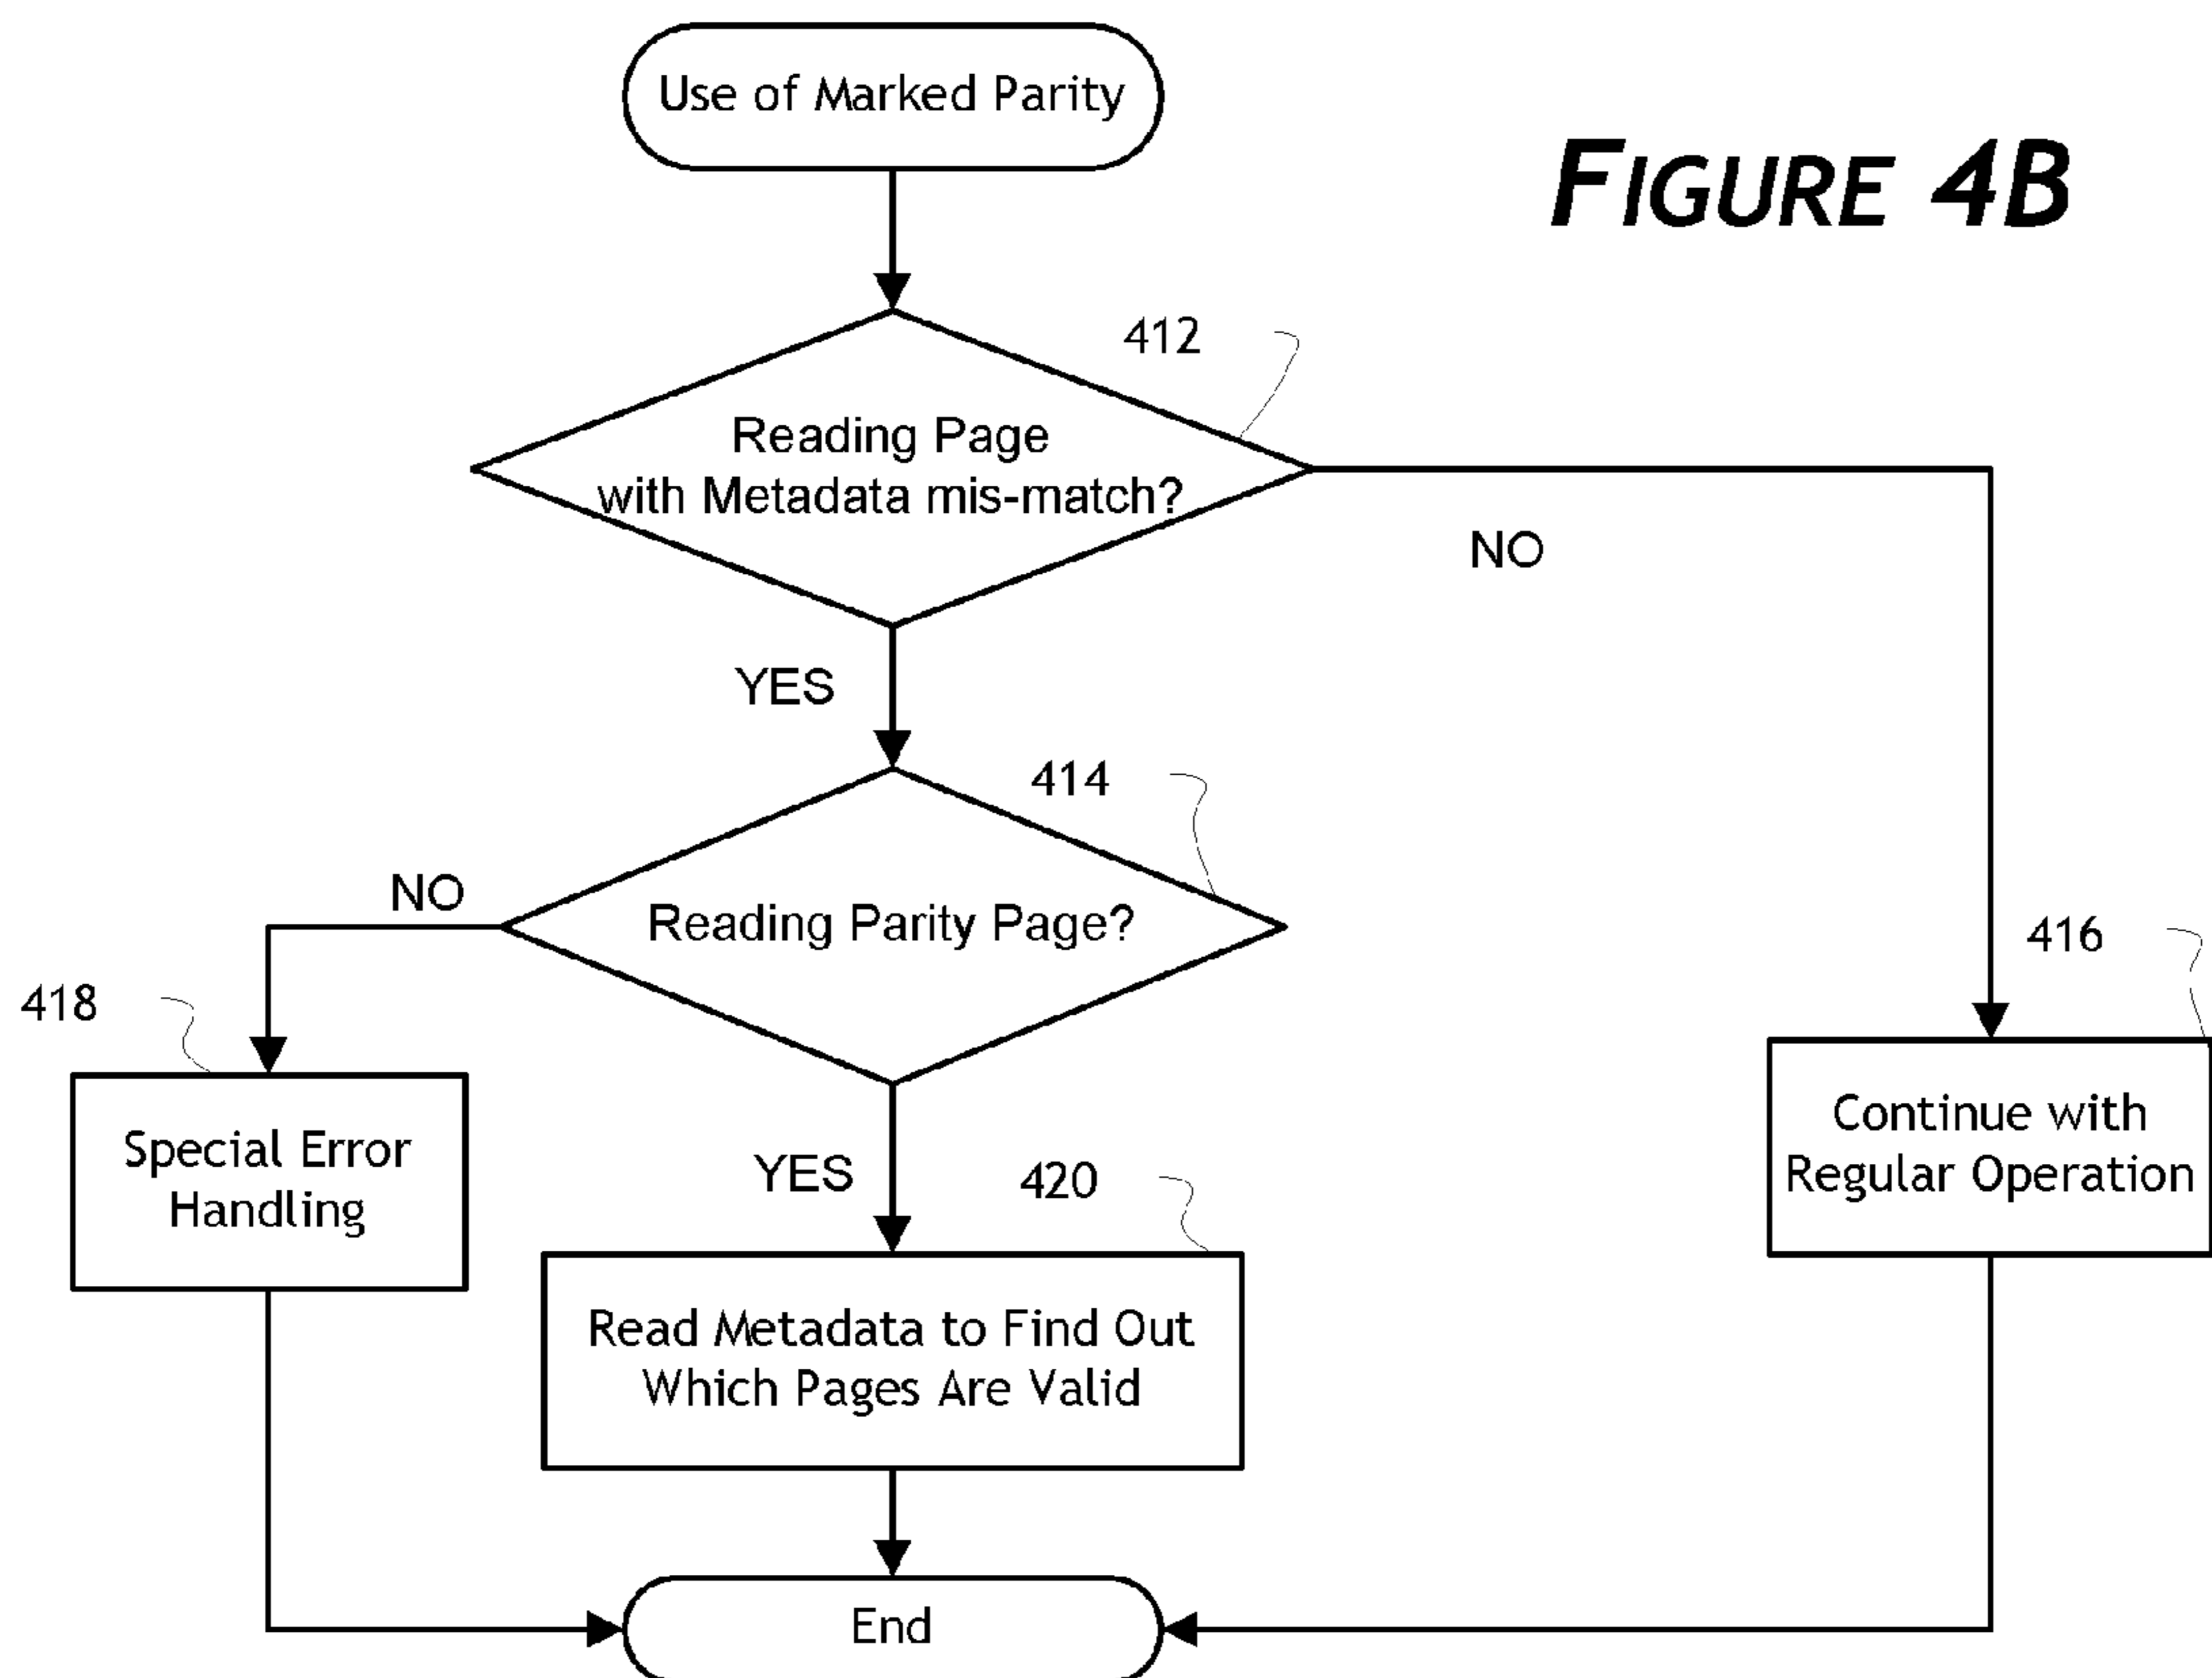 Use of Marked Parity
FIGURE 4B
412
Reading Page
with Metadata mis-match?
NO
YES
414
Reading Parity Page?
NO
416
418
Continue with
Regular Operation
Special Error
Handling
YES
420
Read Metadata to Find Out
Which Pages Are Valid
End